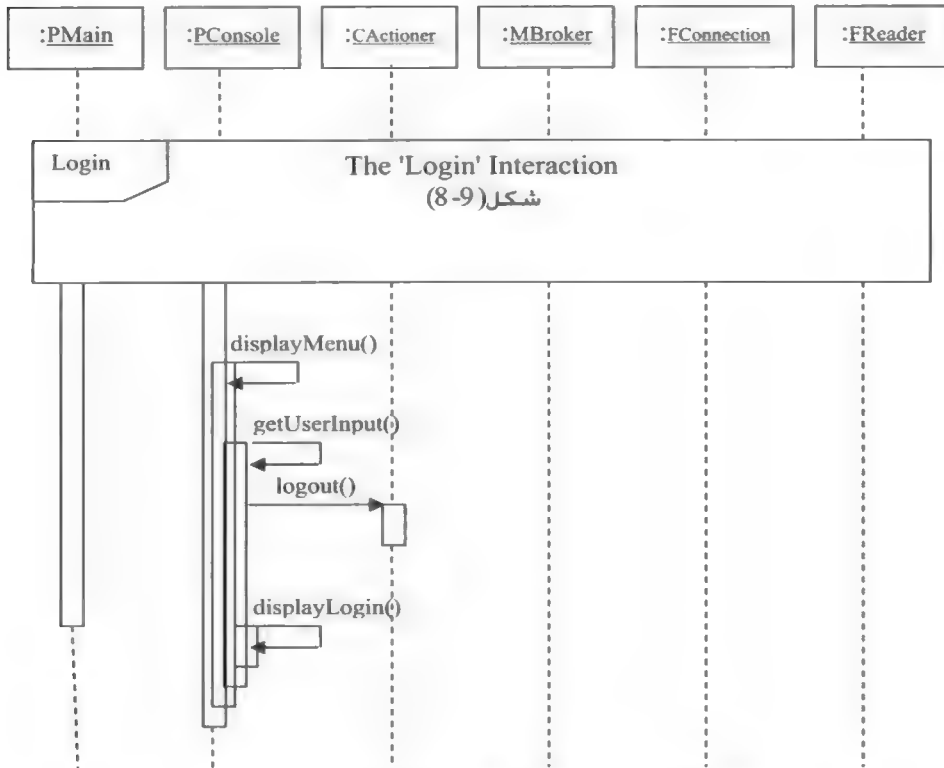 :PMain
:PConsole
:CActioner
:MBroker
:FConnection
:FReader
Login
The 'Login' Interaction
شكل(9-8)
displayMenu()
getUserInput()
logout()
displayLogin()